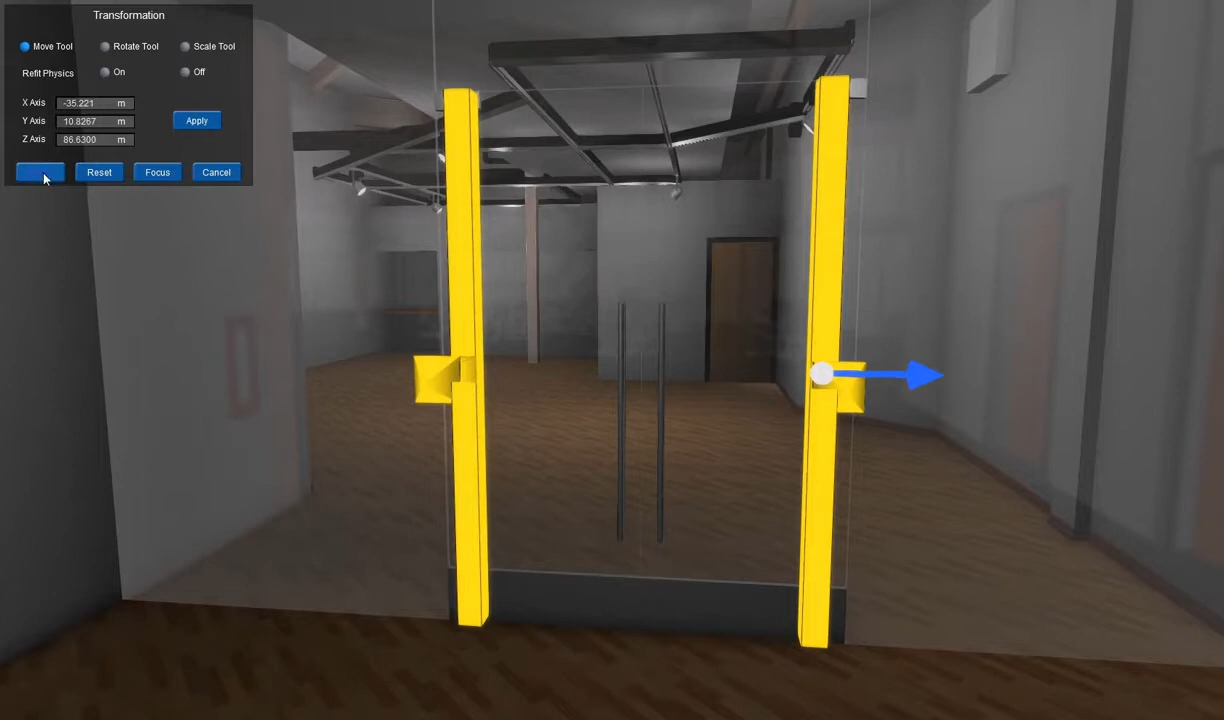 Transformation
Move Tool Rotate Tool Scale Tool
Refit Physics On Off
X Axis -35.221 m
Y Axis 10.8267 m
Apply
Z Axis 86.6300 m
Reset Focus Cancel